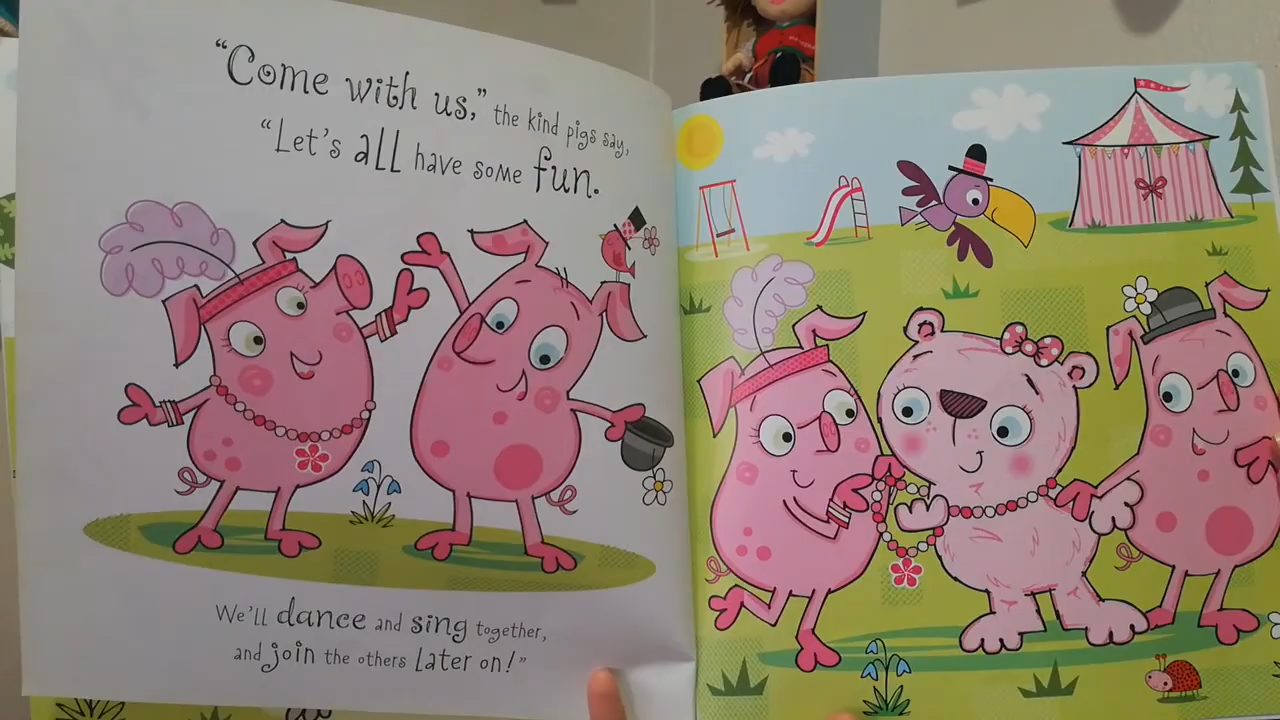 “Come with us,” the kind pigs say,
“Let's all have some fun.
We'll dance and sing together,
and join the others later on!”